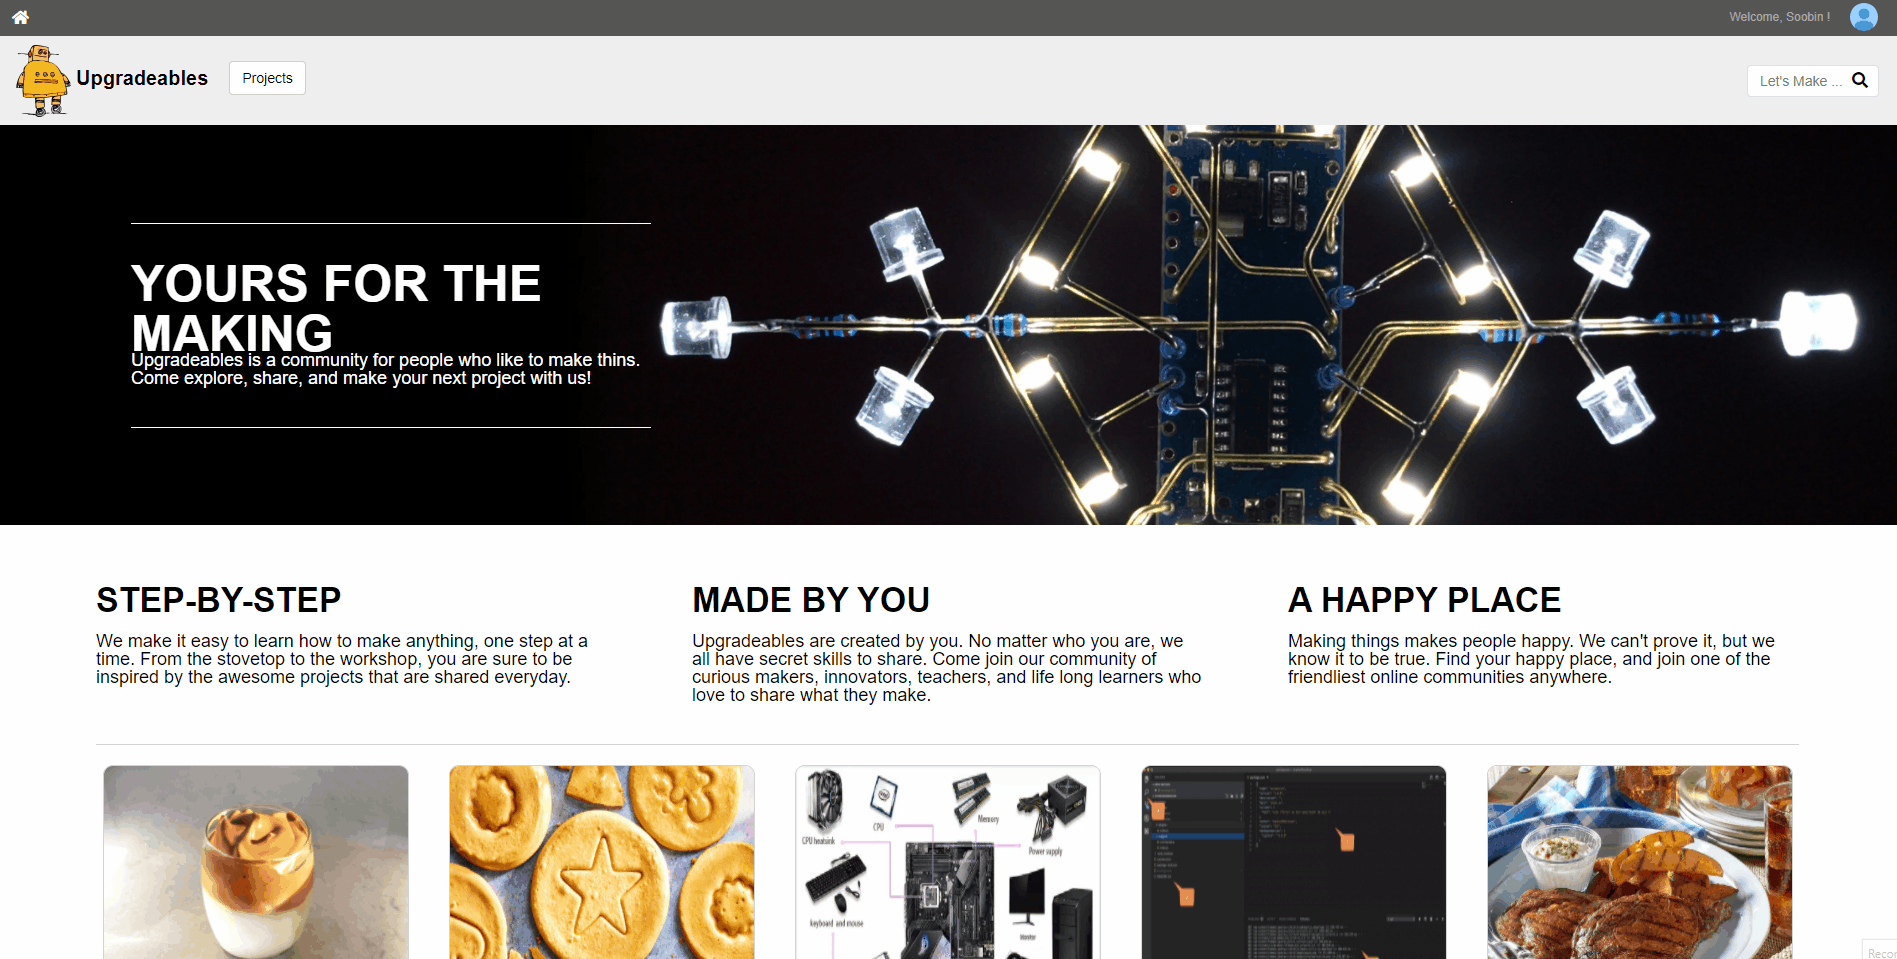 Welcome, Soobin !
Upgradeables
Projects
Let's Make ...
YOURS FOR THE
MAKING
Upgradeables is a community for people who like to make thins.
Come explore, share, and make your next project with us!
STEP-BY-STEP
We make it easy to learn how to make anything, one step at a
time. From the stovetop to the workshop, you are sure to be
inspired by the awesome projects that are shared everyday.
MADE BY YOU
Upgradeables are created by you. No matter who you are, we
all have secret skills to share. Come join our community of
curious makers, innovators, teachers, and life long learners who
love to share what they make.
A HAPPY PLACE
Making things makes people happy. We can't prove it, but we
know it to be true. Find your happy place, and join one of the
friendliest online communities anywhere.
CPU heatsink
CPU
Memory
Power supply
keyboard and mouse
Monitor
Recor